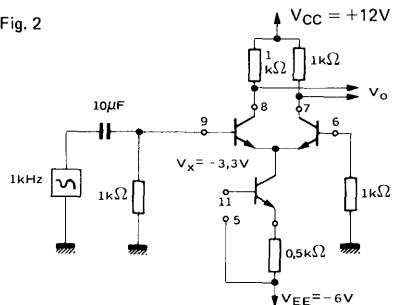 Fig. 2
VCC = +12V
1 kΩ
1kΩ
Vo
10µF
9
8
7
6
Vx = -3,3V
1kHz
1kΩ
11
5
1kΩ
0,5kΩ
VEE = -6V